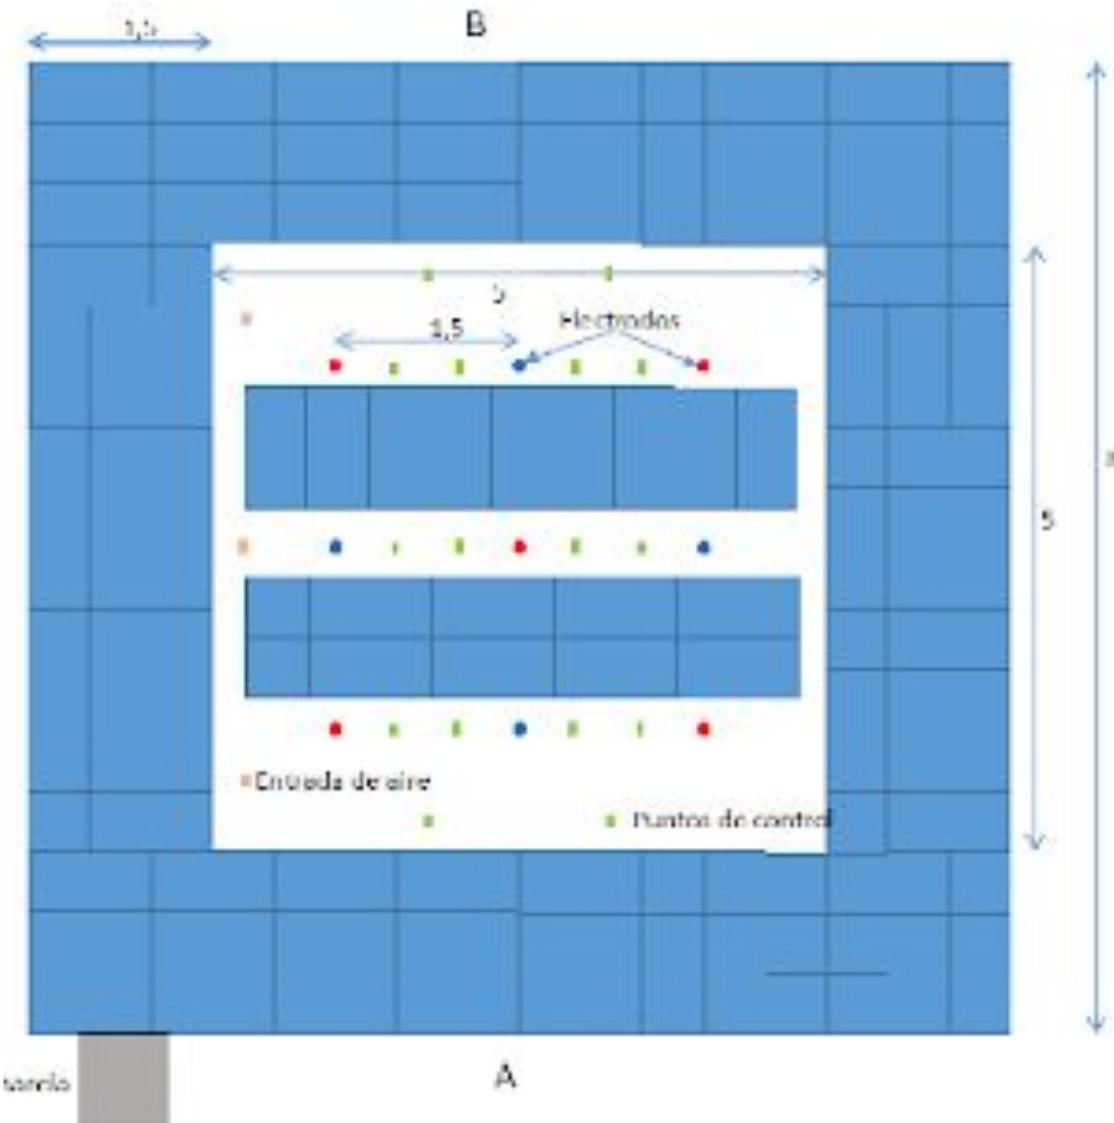 1,5
B
5
1,5
Electrodos
5
Entrada de aire
Puntos de control
A